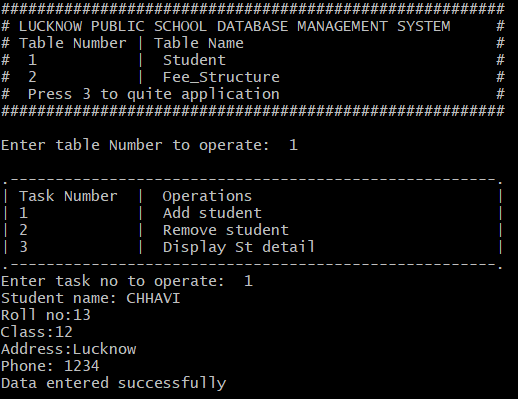 ########################################################
# LUCKNOW PUBLIC SCHOOL DATABASE MANAGEMENT SYSTEM     #
# Table Number | Table Name                            #
#  1           |  Student                              #
#  2           |  Fee_Structure                        #
#  Press 3 to quite application                        #
########################################################
Enter table Number to operate:  1
.------------------------------------------------------.
| Task Number  |  Operations                           |
| 1            |  Add student                          |
| 2            |  Remove student                       |
| 3            |  Display St detail                    |
.------------------------------------------------------.
Enter task no to operate:  1
Student name: CHHAVI
Roll no:13
Class:12
Address:Lucknow
Phone: 1234
Data entered successfully